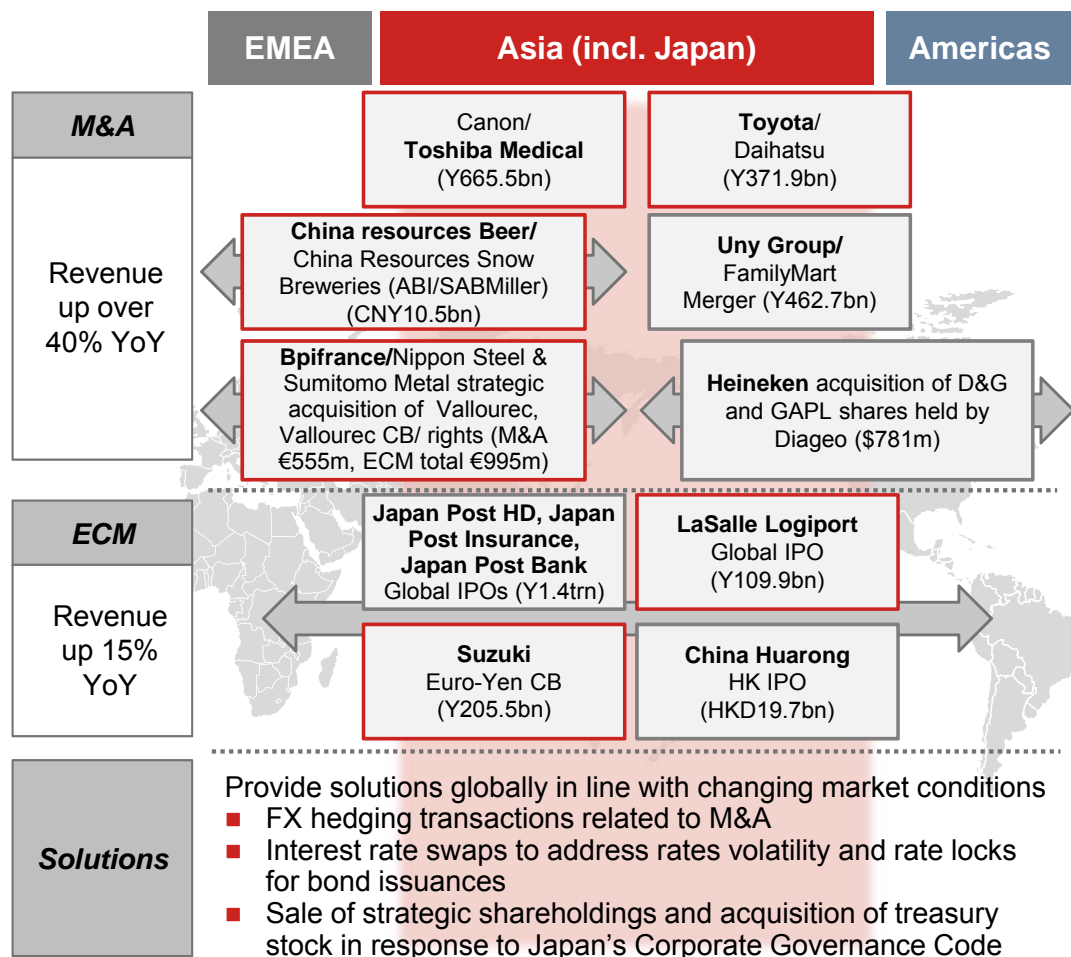 EMEA
Asia (incl. Japan)
Americas
M&A
Revenue
up over
40% YoY
Canon/
Toshiba Medical
(Y665.5bn)
Toyota/
Daihatsu
(Y371.9bn)
China resources Beer/
China Resources Snow
Breweries (ABI/SABMiller)
(CNY10.5bn)
Uny Group/
FamilyMart
Merger (Y462.7bn)
Bpifrance/Nippon Steel &
Sumitomo Metal strategic
acquisition of Vallourec,
Vallourec CB/ rights (M&A
€555m, ECM total €995m)
Heineken acquisition of D&G
and GAPL shares held by
Diageo ($781m)
ECM
Revenue
up 15%
YoY
Japan Post HD, Japan
Post Insurance,
Japan Post Bank
Global IPOs (Y1.4trn)
LaSalle Logiport
Global IPO
(Y109.9bn)
Suzuki
Euro-Yen CB
(Y205.5bn)
China Huarong
HK IPO
(HKD19.7bn)
Solutions
Provide solutions globally in line with changing market conditions
■ FX hedging transactions related to M&A
■ Interest rate swaps to address rates volatility and rate locks
for bond issuances
■ Sale of strategic shareholdings and acquisition of treasury
stock in response to Japan's Corporate Governance Code